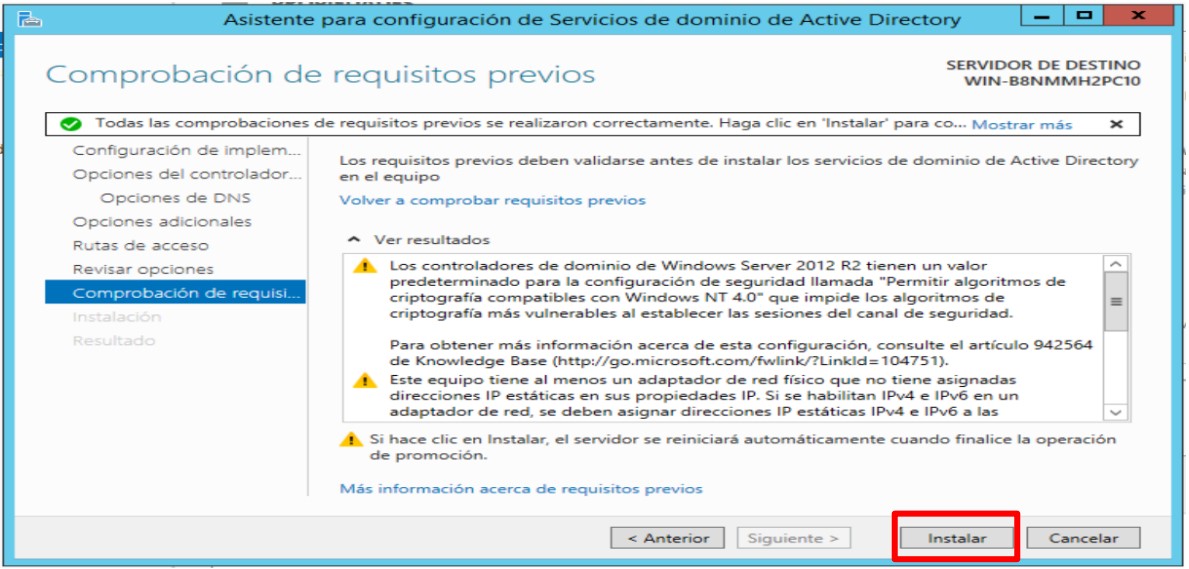 Asistente para configuración de Servicios de dominio de Active Directory
Comprobación de requisitos previos
SERVIDOR DE DESTINO
WIN-B8NMMH2PC10
Todas las comprobaciones de requisitos previos se realizaron correctamente. Haga clic en 'Instalar' para co... Mostrar más
Configuración de implem...
Opciones del controlador...
Opciones de DNS
Opciones adicionales
Rutas de acceso
Revisar opciones
Comprobación de requisi...
Instalación
Resultado
Los requisitos previos deben validarse antes de instalar los servicios de dominio de Active Directory
en el equipo
Volver a comprobar requisitos previos
Ver resultados
Los controladores de dominio de Windows Server 2012 R2 tienen un valor
predeterminado para la configuración de seguridad llamada "Permitir algoritmos de
criptografía compatibles con Windows NT 4.0" que impide los algoritmos de
criptografía más vulnerables al establecer las sesiones del canal de seguridad.
Para obtener más información acerca de esta configuración, consulte el artículo 942564
de Knowledge Base (http://go.microsoft.com/fwlink/?LinkId=104751).
Este equipo tiene al menos un adaptador de red físico que no tiene asignadas
direcciones IP estáticas en sus propiedades IP. Si se habilitan IPv4 e IPv6 en un
adaptador de red, se deben asignar direcciones IP estáticas IPv4 e IPv6 a las
Si hace clic en Instalar, el servidor se reiniciará automáticamente cuando finalice la operación
de promoción.
Más información acerca de requisitos previos
< Anterior
Siguiente >
Instalar
Cancelar